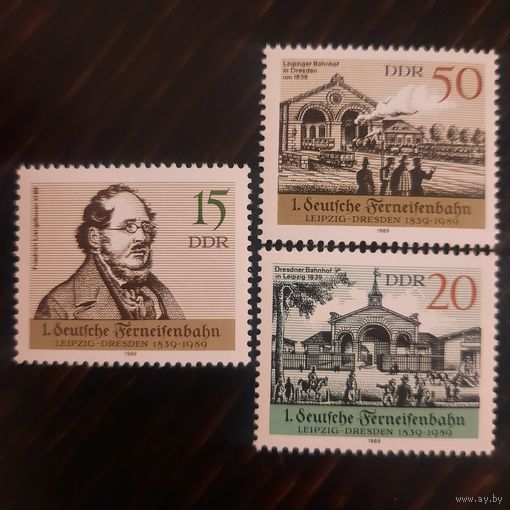 Leipziger Bahnhof
in Dresden
um 1839
DDR 50
1. deutsche Ferneisenbahn
LEIPZIG-DRESDEN 1839-1989
1989
Friedrich List, geboren 1789
15
DDR
1. deutsche Ferneisenbahn
LEIPZIG-DRESDEN 1839-1989
1989
Dresdner Bahnhof
in Leipzig 1839
DDR
20
1. deutsche Ferneisenbahn
LEIPZIG-DRESDEN 1839-1989
1989
www.ay.by